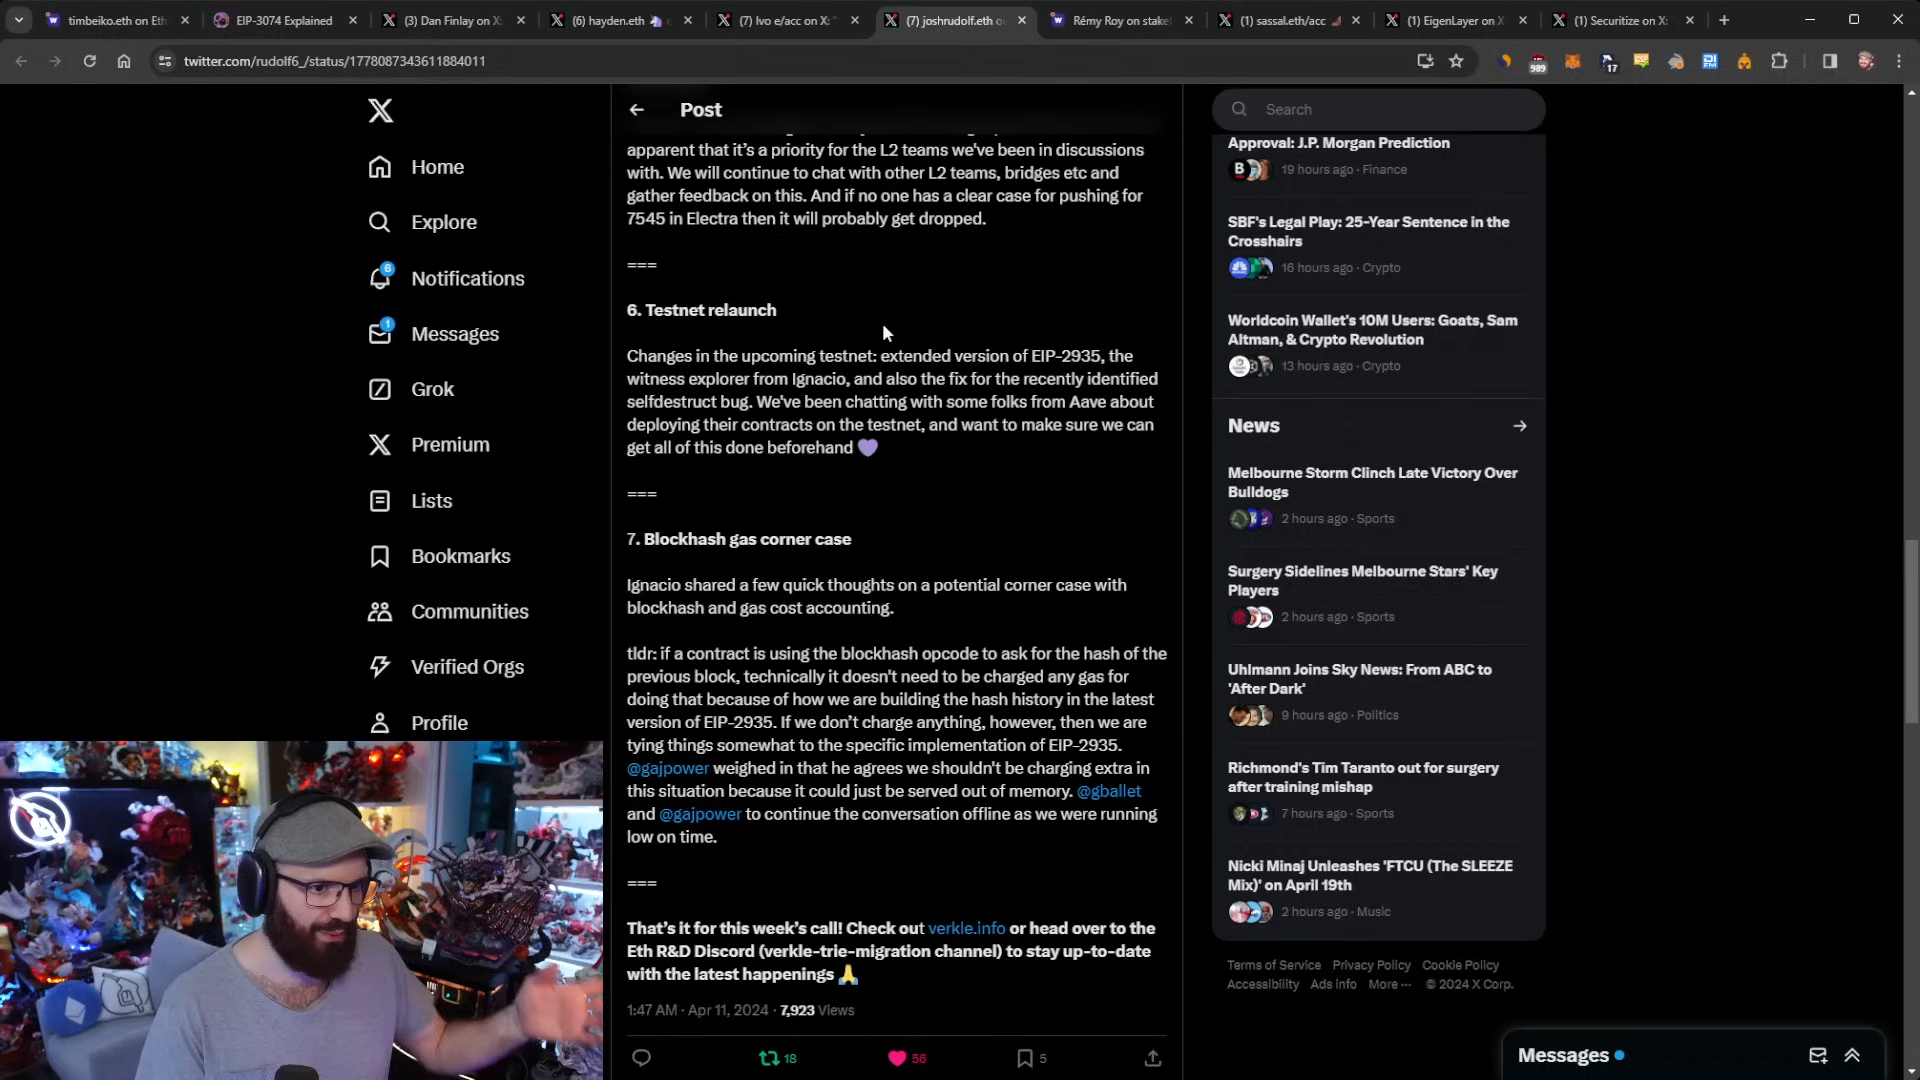 timbeiko.eth on Eth
EIP-3074 Explained
(3) Dan Finlay on X:
(6) hayden.eth
(7) Ivo e/acc on X: "
(7) joshrudolf.eth o
Rémy Roy on stake
(1) sassal.eth/acc
(1) EigenLayer on X:
(1) Securitize on X:
twitter.com/rudolf6_/status/1778087343611884011
989
17
Home
Explore
6
Notifications
1
Messages
Grok
Premium
Lists
Bookmarks
Communities
Verified Orgs
Profile
Post
apparent that it's a priority for the L2 teams we've been in discussions
with. We will continue to chat with other L2 teams, bridges etc and
gather feedback on this. And if no one has a clear case for pushing for
7545 in Electra then it will probably get dropped.
===
6. Testnet relaunch
Changes in the upcoming testnet: extended version of EIP-2935, the
witness explorer from Ignacio, and also the fix for the recently identified
selfdestruct bug. We've been chatting with some folks from Aave about
deploying their contracts on the testnet, and want to make sure we can
get all of this done beforehand 💜
===
7. Blockhash gas corner case
Ignacio shared a few quick thoughts on a potential corner case with
blockhash and gas cost accounting.
tldr: if a contract is using the blockhash opcode to ask for the hash of the
previous block, technically it doesn't need to be charged any gas for
doing that because of how we are building the hash history in the latest
version of EIP-2935. If we don't charge anything, however, then we are
tying things somewhat to the specific implementation of EIP-2935.
@gajpower weighed in that he agrees we shouldn't be charging extra in
this situation because it could just be served out of memory. @gballet
and @gajpower to continue the conversation offline as we were running
low on time.
===
That's it for this week's call! Check out verkle.info or head over to the
Eth R&D Discord (verkle-trie-migration channel) to stay up-to-date
with the latest happenings 🙏
1:47 AM · Apr 11, 2024 · 7,923 Views
18
56
5
Search
Approval: J.P. Morgan Prediction
19 hours ago · Finance
SBF's Legal Play: 25-Year Sentence in the
Crosshairs
16 hours ago · Crypto
Worldcoin Wallet's 10M Users: Goats, Sam
Altman, & Crypto Revolution
13 hours ago · Crypto
News
Melbourne Storm Clinch Late Victory Over
Bulldogs
2 hours ago · Sports
Surgery Sidelines Melbourne Stars' Key
Players
2 hours ago · Sports
Uhlmann Joins Sky News: From ABC to
'After Dark'
9 hours ago · Politics
Richmond's Tim Taranto out for surgery
after training mishap
7 hours ago · Sports
Nicki Minaj Unleashes 'FTCU (The SLEEZE
Mix)' on April 19th
2 hours ago · Music
Terms of Service Privacy Policy Cookie Policy
Accessibility Ads info More ··· © 2024 X Corp.
Messages